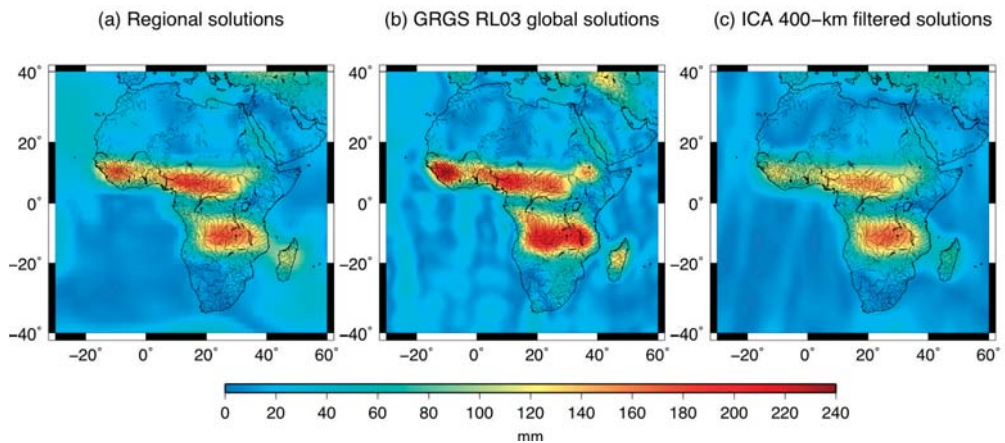 (a) Regional solutions
(b) GRGS RL03 global solutions
(c) ICA 400−km filtered solutions
40˚ 40˚ 40˚
20˚ 20˚ 20˚
0˚ 0˚ 0˚
−20˚ −20˚ −20˚
−40˚ −40˚ −40˚
−20˚ 0˚ 20˚ 40˚ 60˚ −20˚ 0˚ 20˚ 40˚ 60˚ −20˚ 0˚ 20˚ 40˚ 60˚
0 20 40 60 80 100 120 140 160 180 200 220 240
mm